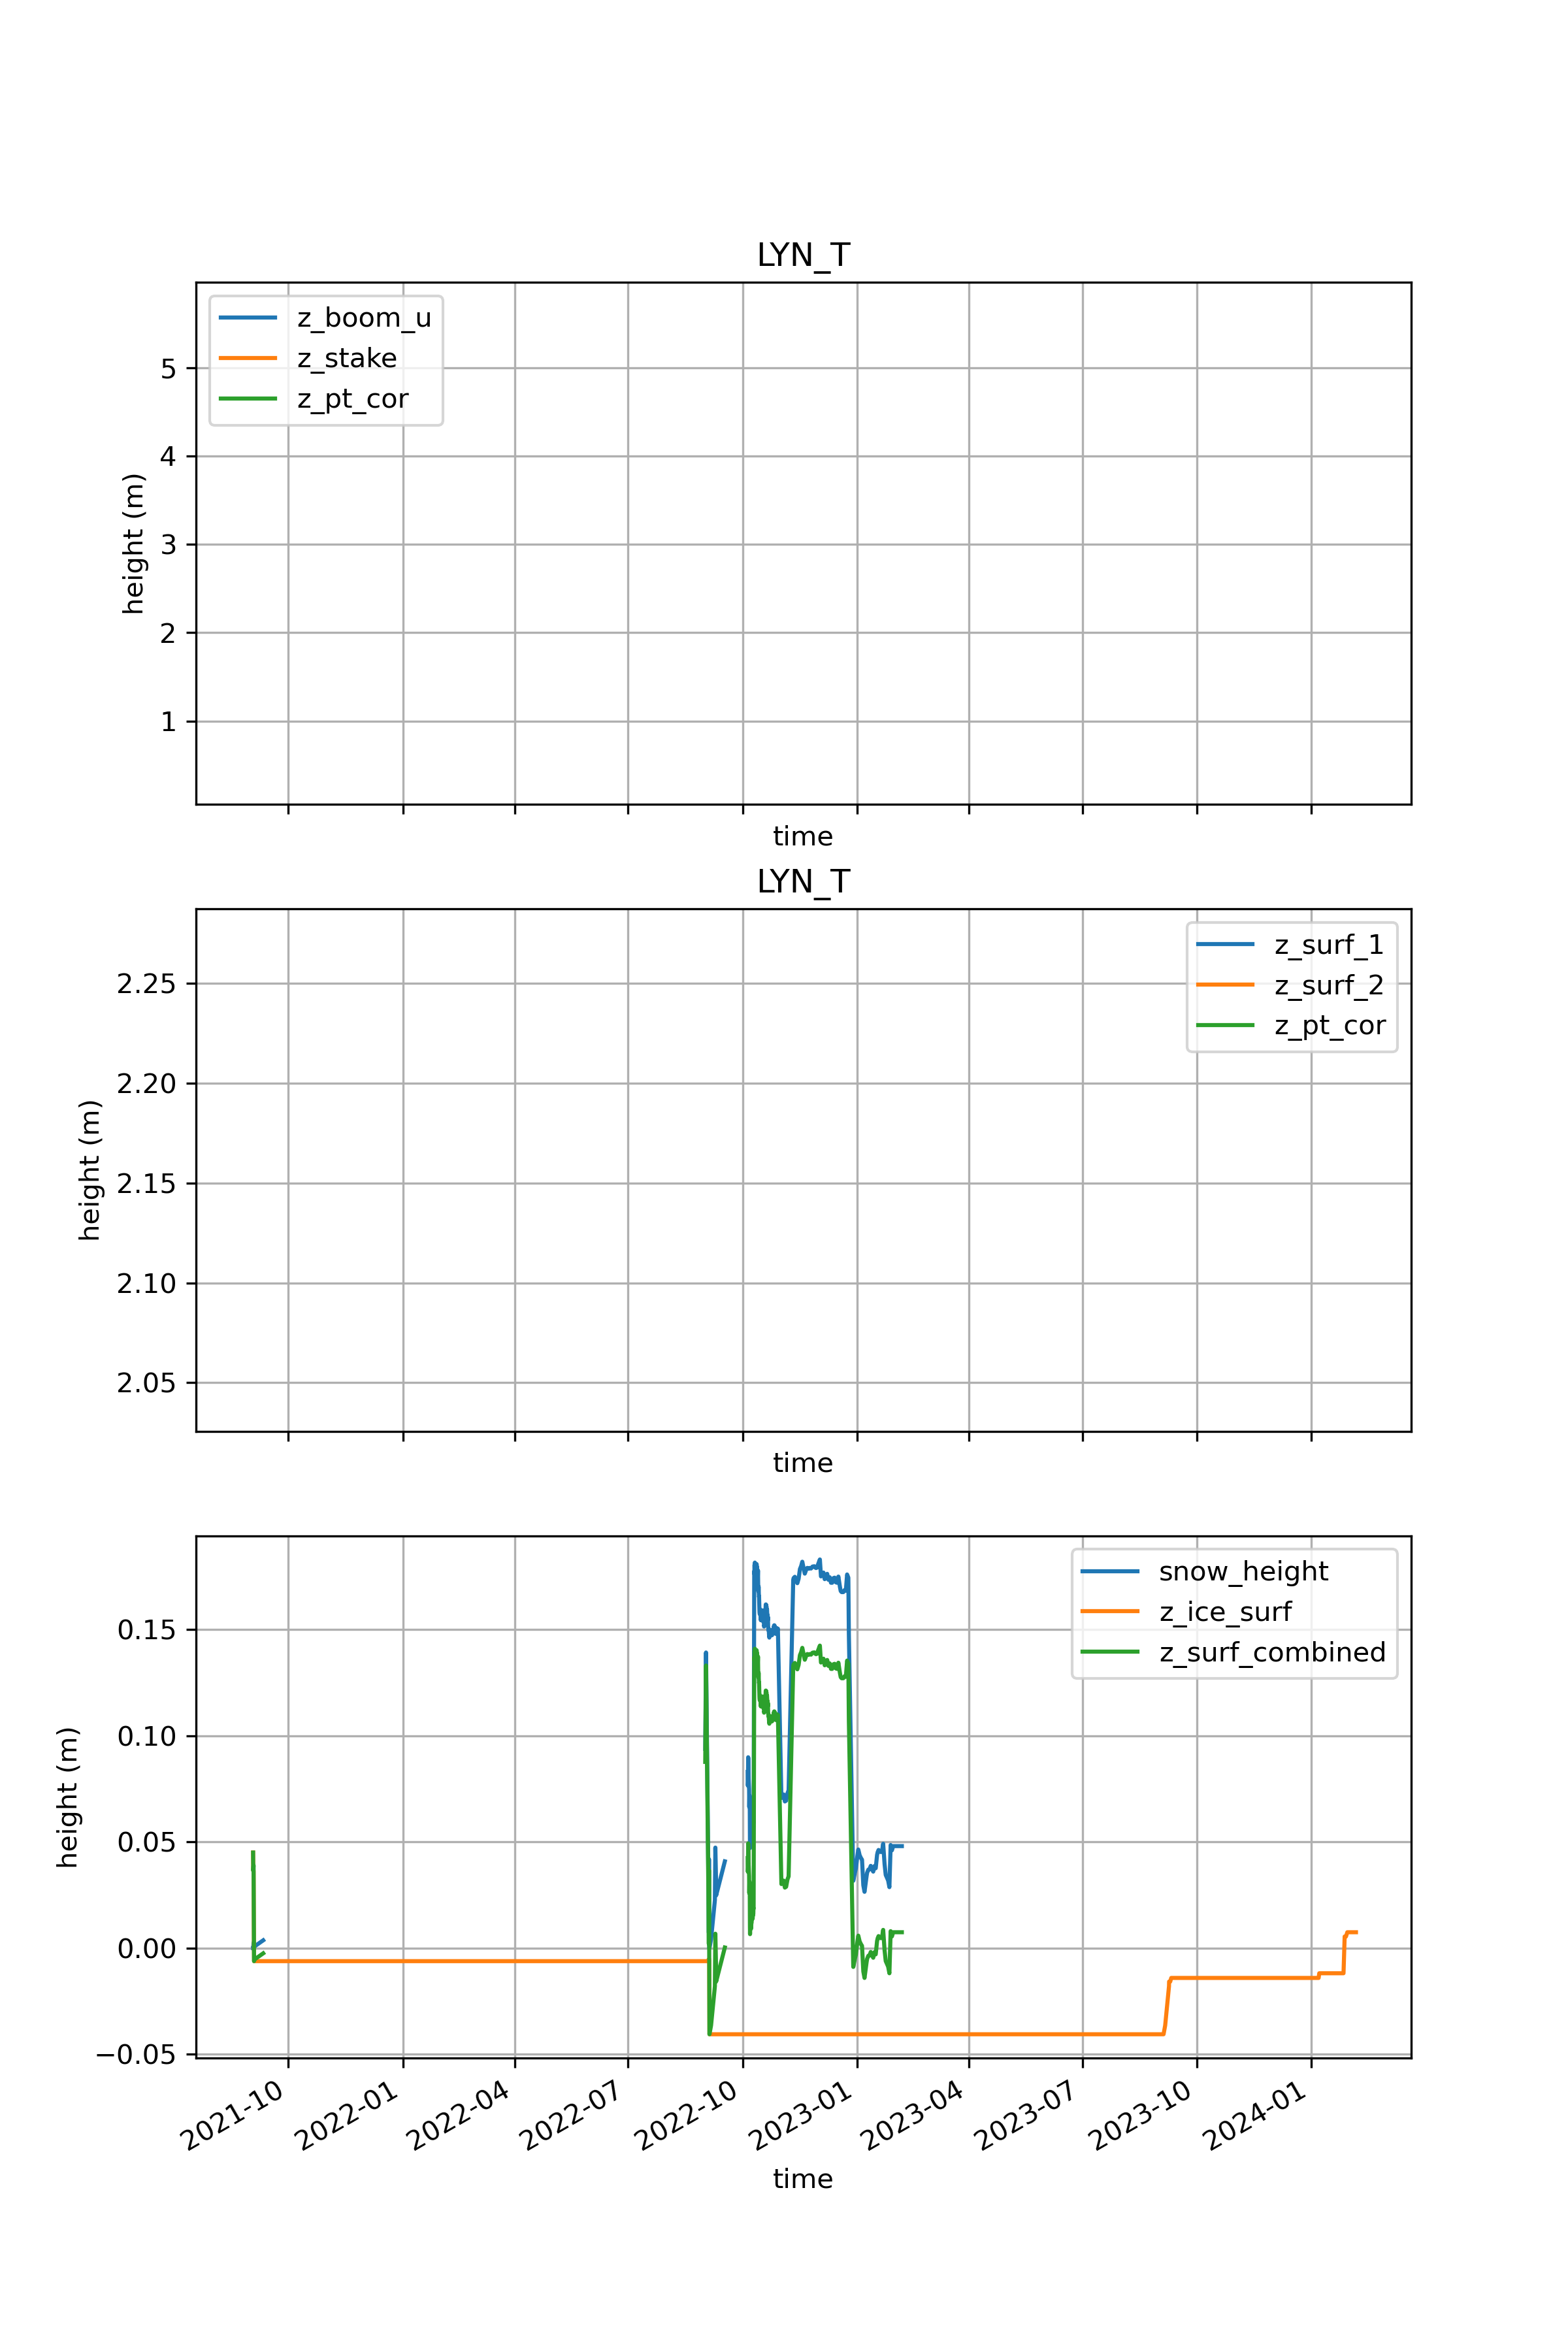 LYN_T
z_boom_u
z_stake
z_pt_cor
5
4
3
2
1
height (m)
time
LYN_T
z_surf_1
z_surf_2
z_pt_cor
2.25
2.20
2.15
2.10
2.05
height (m)
time
snow_height
z_ice_surf
z_surf_combined
0.15
0.10
0.05
0.00
−0.05
height (m)
2021-10
2022-01
2022-04
2022-07
2022-10
2023-01
2023-04
2023-07
2023-10
2024-01
time